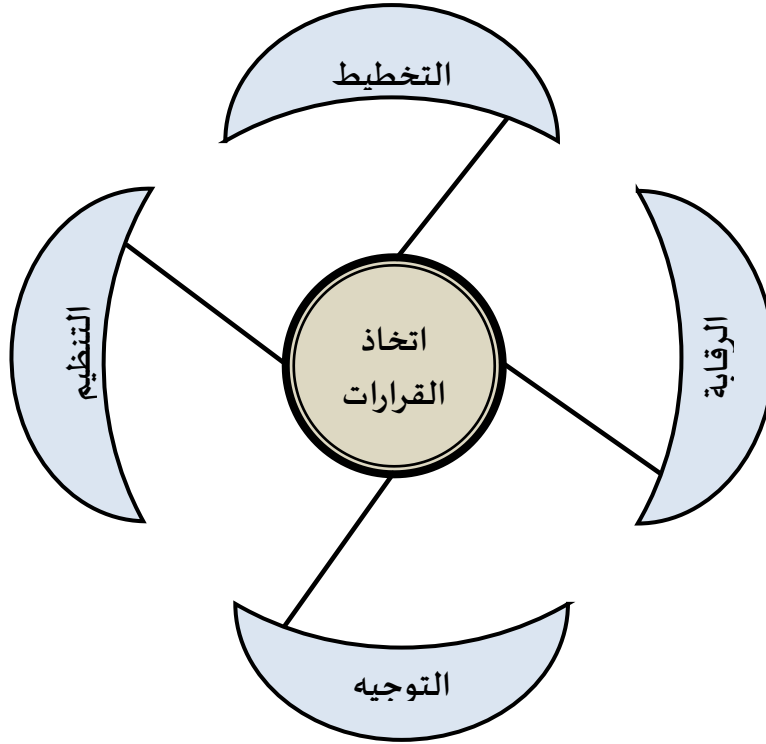 التخطيط
التنظيم
اتخاذ
القرارات
الرقابة
التوجيه